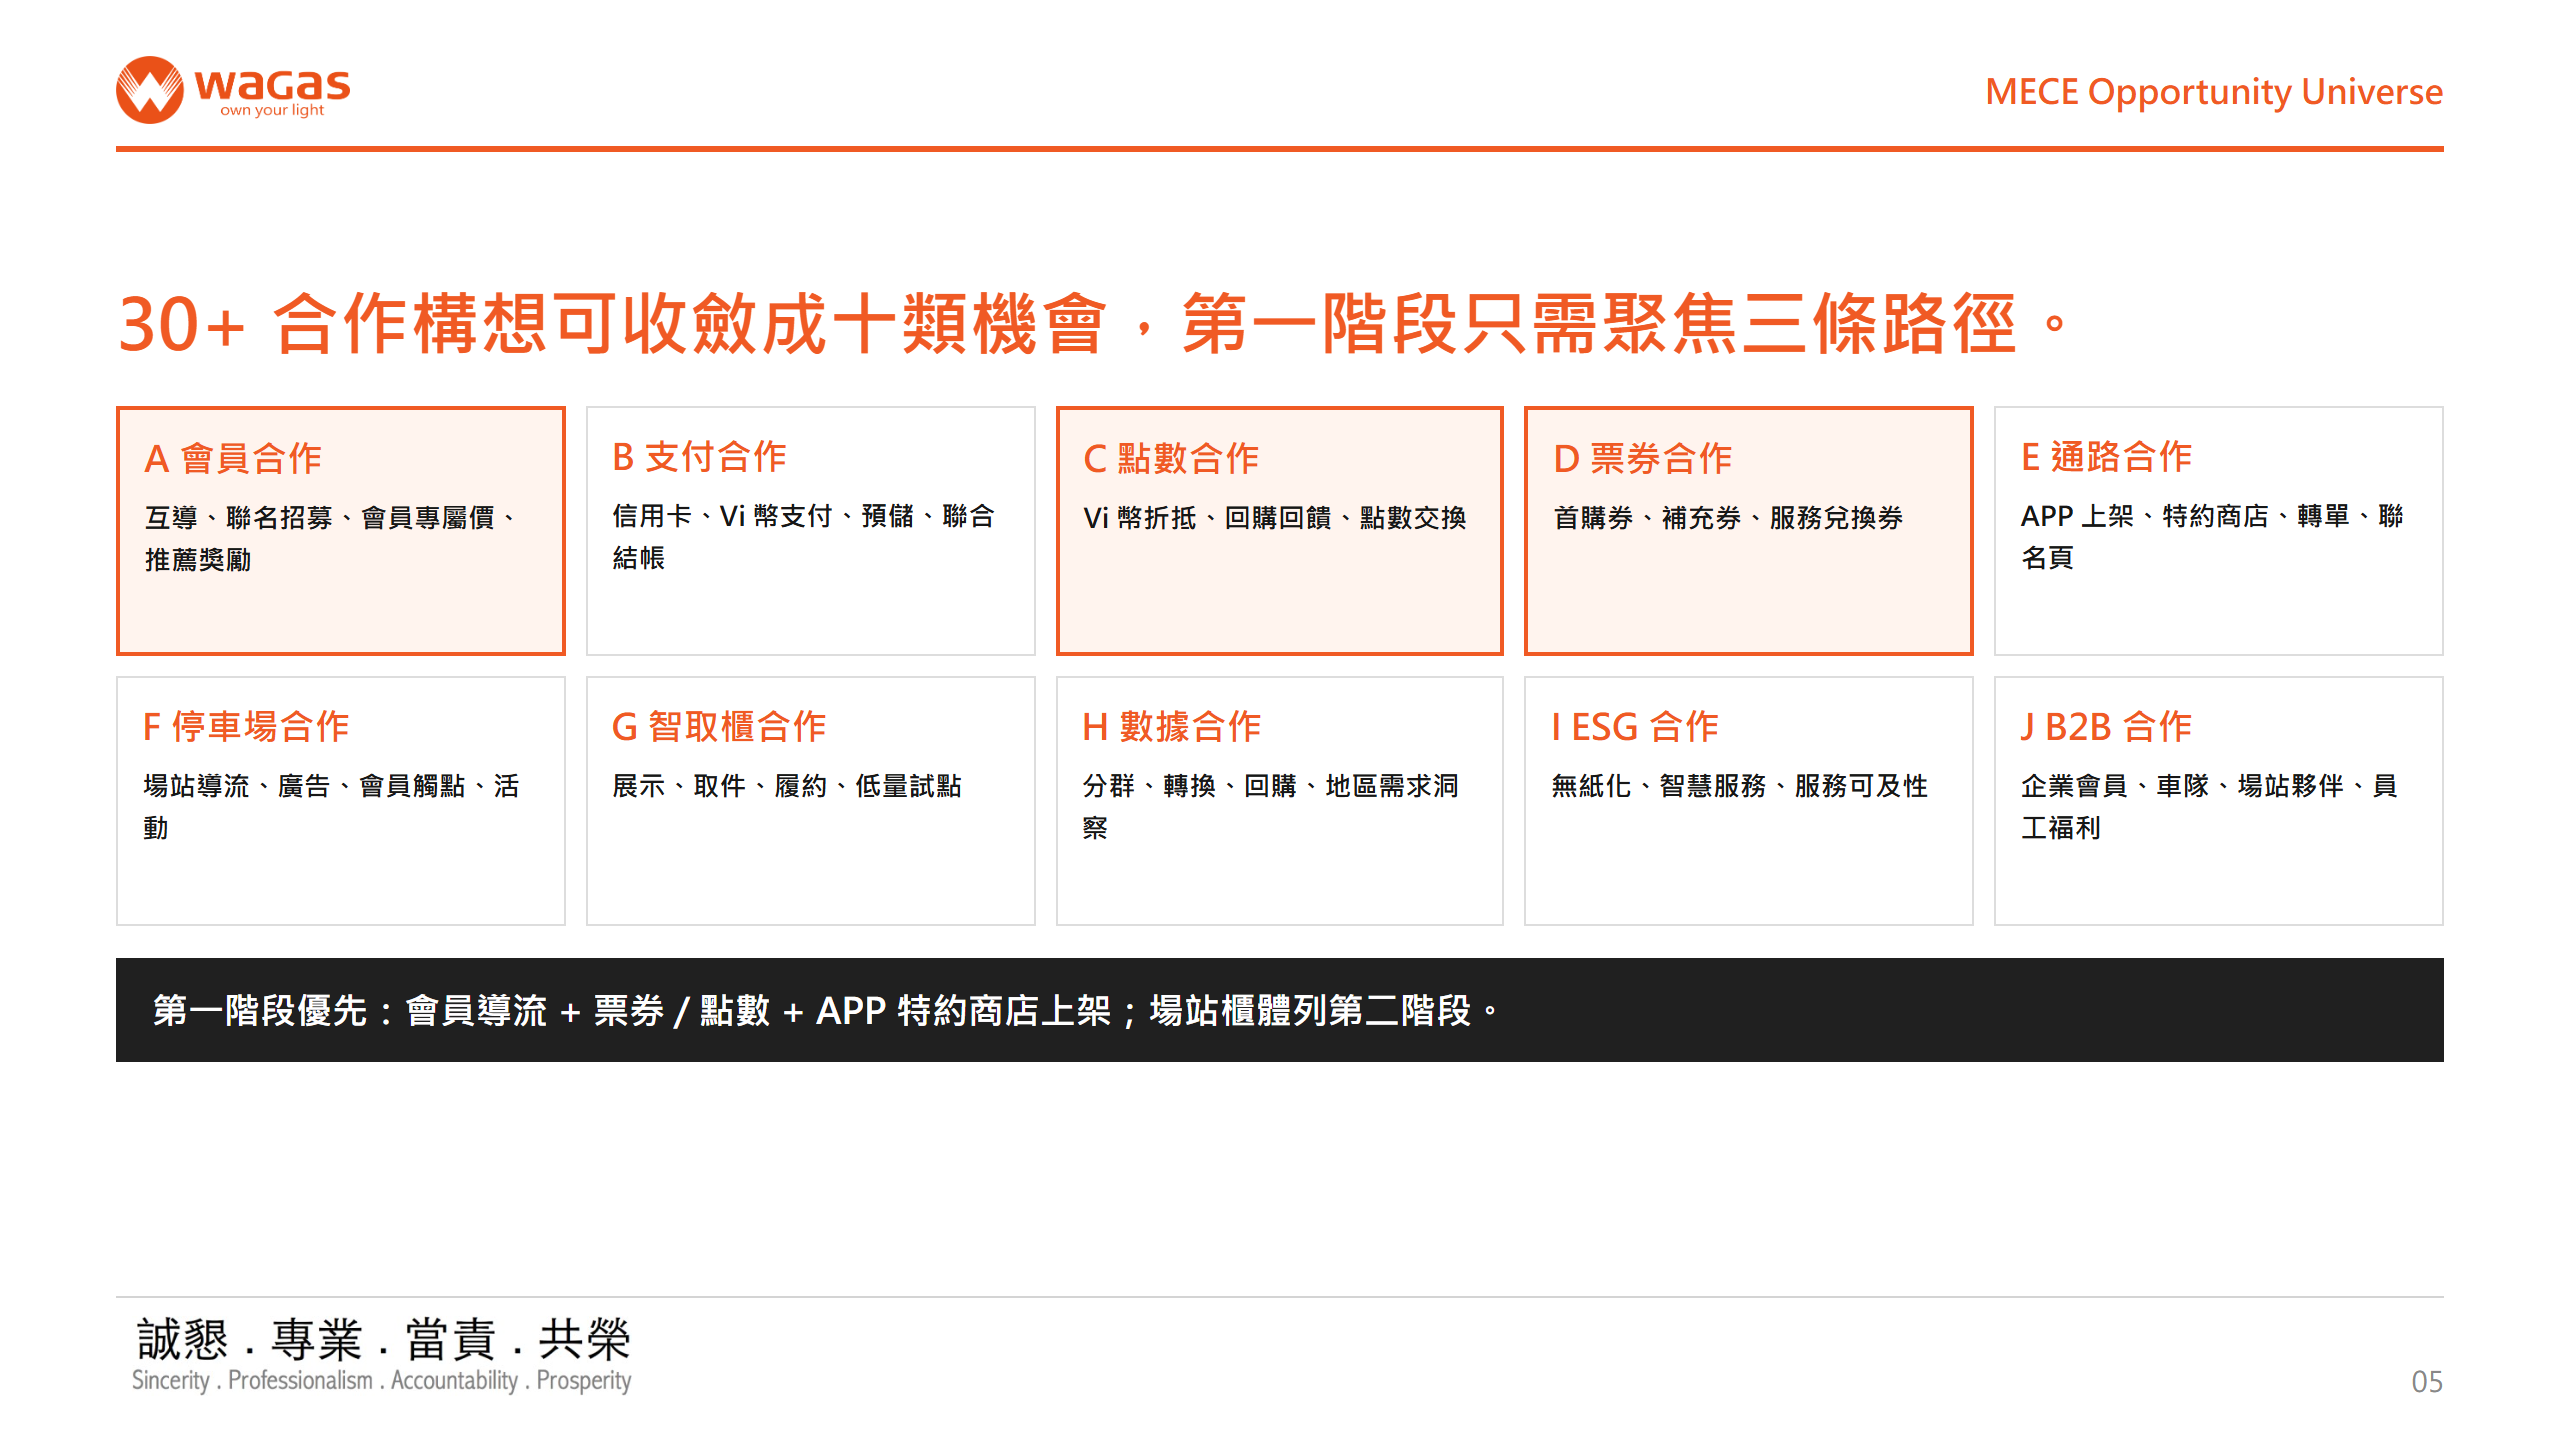 wagas
own your light
MECE Opportunity Universe
30+ 合作構想可收斂成十類機會，第一階段只需聚焦三條路徑。
A 會員合作
互導、聯名招募、會員專屬價、
推薦獎勵
B 支付合作
信用卡、Vi 幣支付、預儲、聯合
結帳
C 點數合作
Vi 幣折抵、回購回饋、點數交換
D 票券合作
首購券、補充券、服務兌換券
E 通路合作
APP 上架、特約商店、轉單、聯
名頁
F 停車場合作
場站導流、廣告、會員觸點、活
動
G 智取櫃合作
展示、取件、履約、低量試點
H 數據合作
分群、轉換、回購、地區需求洞
察
I ESG 合作
無紙化、智慧服務、服務可及性
J B2B 合作
企業會員、車隊、場站夥伴、員
工福利
第一階段優先：會員導流 + 票券 / 點數 + APP 特約商店上架；場站櫃體列第二階段。
誠懇 . 專業 . 當責 . 共榮
Sincerity . Professionalism . Accountability . Prosperity
05